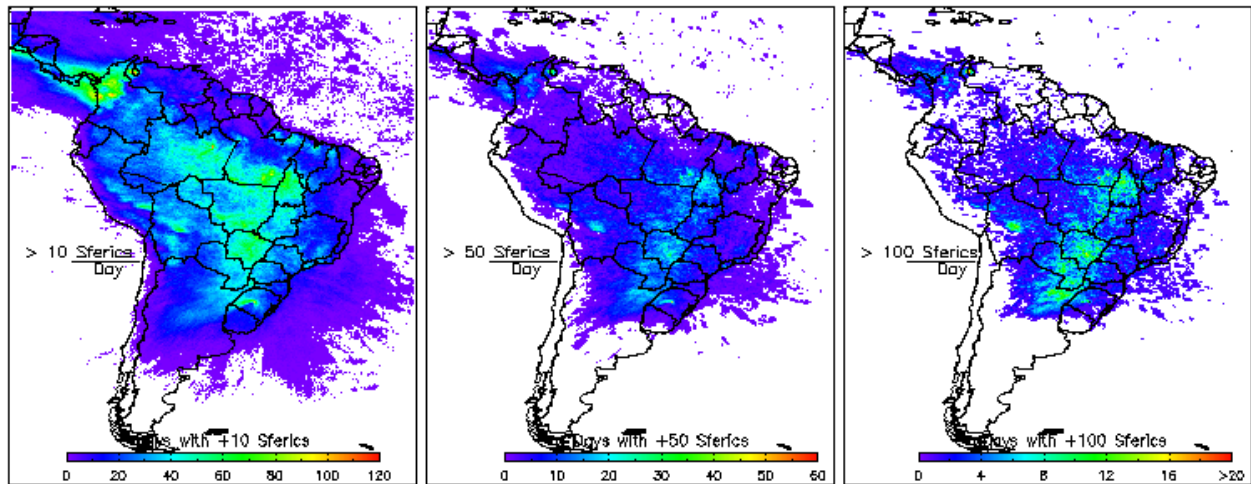 > 10 Sferics
Day
ys with +10 Sferics
0 20 40 60 80 100 120
> 50 Sferics
Day
Days with +50 Sferics
0 10 20 30 40 50 60
> 100 Sferics
Day
ays with +100 Sferics
0 4 8 12 16 >20